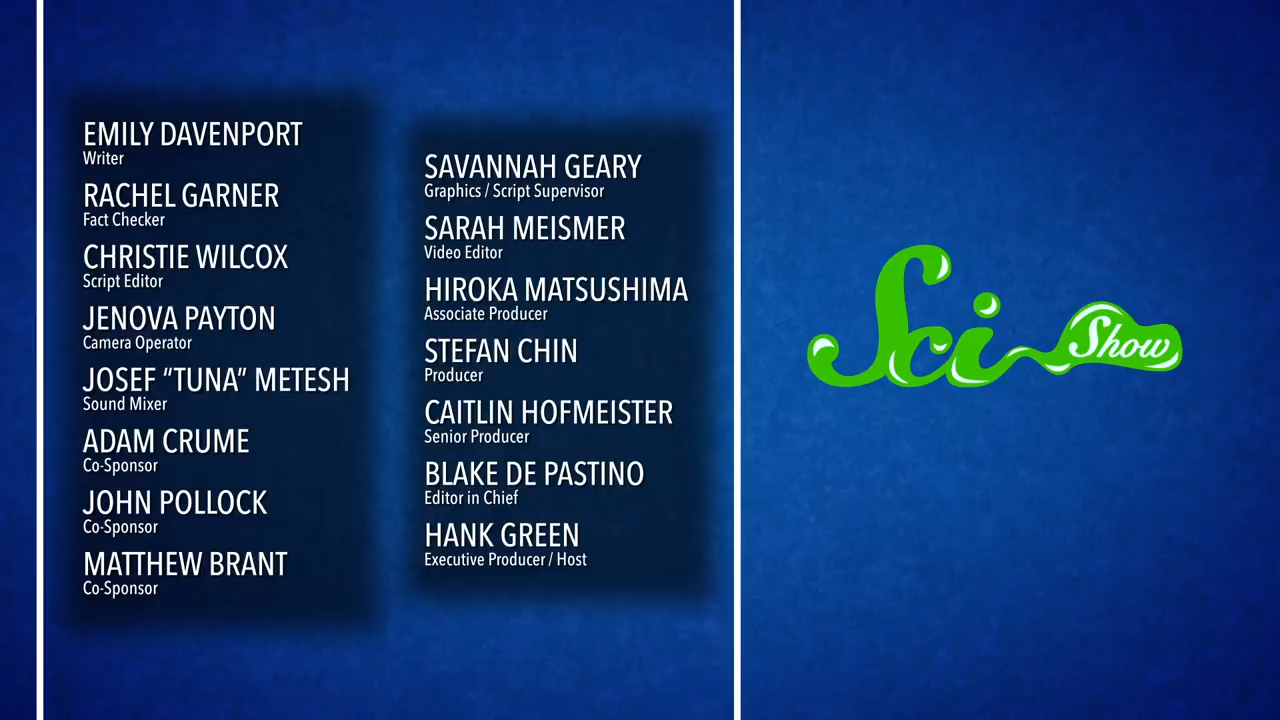 EMILY DAVENPORT
Writer
RACHEL GARNER
Fact Checker
CHRISTIE WILCOX
Script Editor
JENOVA PAYTON
Camera Operator
JOSEF “TUNA” METESH
Sound Mixer
ADAM CRUME
Co-Sponsor
JOHN POLLOCK
Co-Sponsor
MATTHEW BRANT
Co-Sponsor
SAVANNAH GEARY
Graphics / Script Supervisor
SARAH MEISMER
Video Editor
HIROKA MATSUSHIMA
Associate Producer
STEFAN CHIN
Producer
CAITLIN HOFMEISTER
Senior Producer
BLAKE DE PASTINO
Editor in Chief
HANK GREEN
Executive Producer / Host
Sci Show